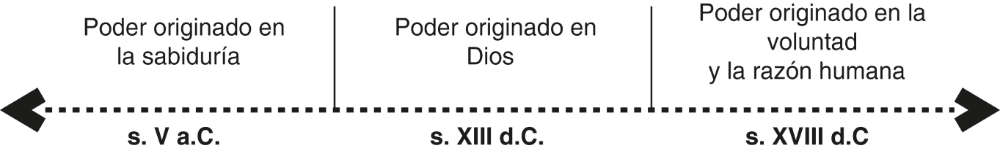 Poder originado en
la sabiduría
Poder originado en
Dios
Poder originado en la
voluntad
y la razón humana
s. V a.C.
s. XIII d.C.
s. XVIII d.C